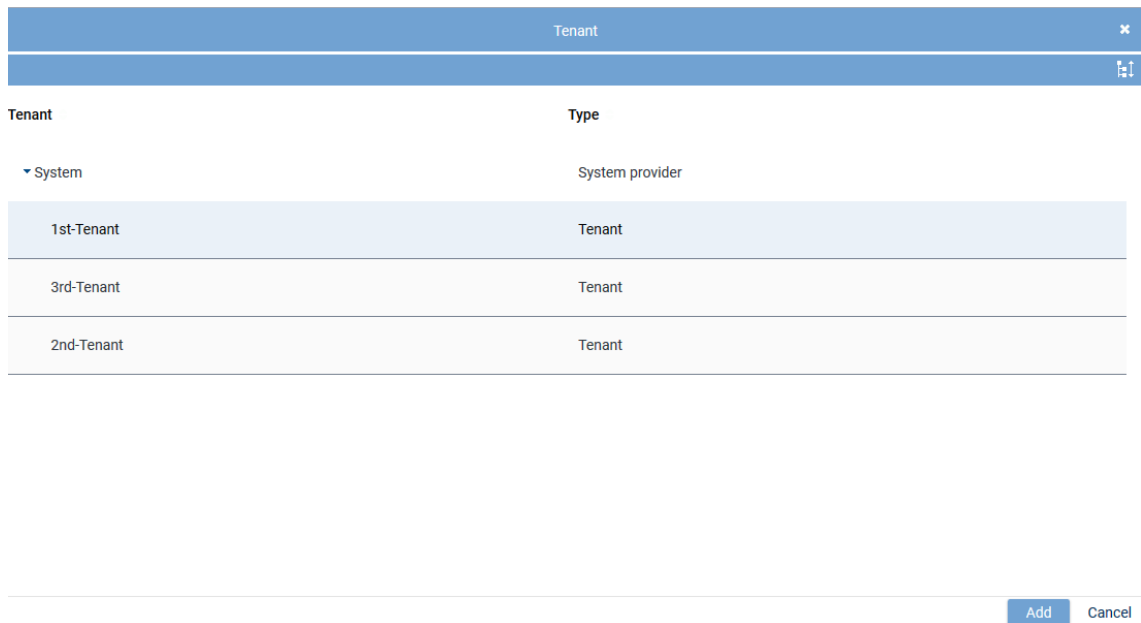 Tenant
Tenant Type
System System provider
1st-Tenant Tenant
3rd-Tenant Tenant
2nd-Tenant Tenant
Add Cancel